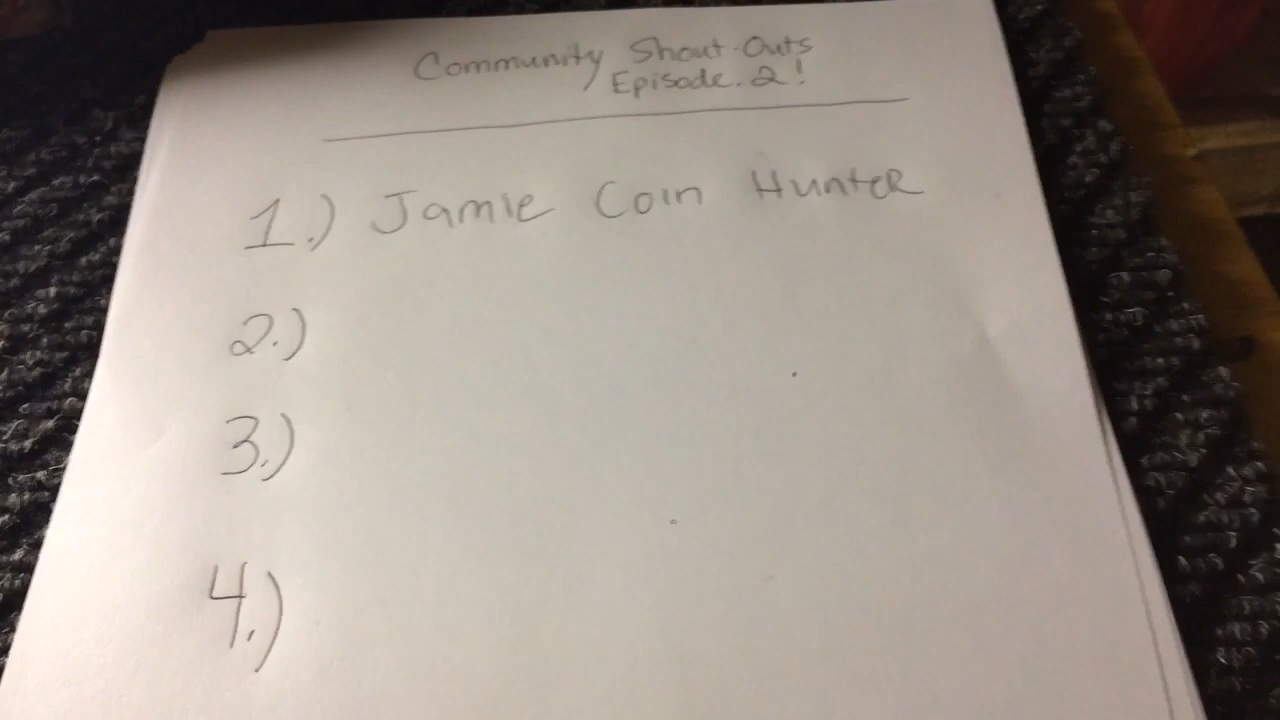 Community Shout-Outs
Episode.2!
1.) Jamie Coin Hunter
2.)
3.)
4.)